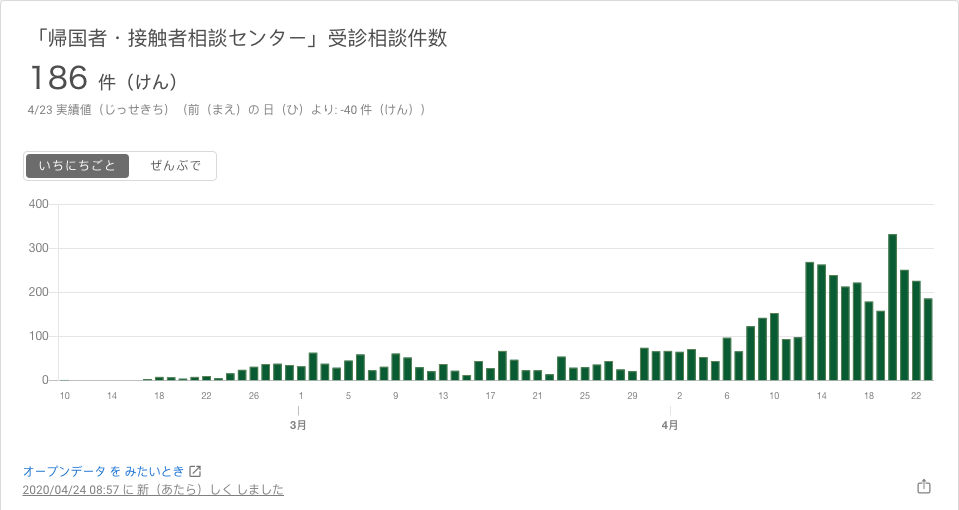 「帰国者・接触者相談センター」受診相談件数
186 件（けん）
4/23 実績値（じっせきち）（前（まえ）の 日（ひ）より: -40 件（けん））
いちにちごと ぜんぶで
400
300
200
100
0
10 14 18 22 26 1 5 9 13 17 21 25 29 2 6 10 14 18 22
3月 4月
オープンデータ を みたいとき
2020/04/24 08:57 に 新（あたら）しく しました